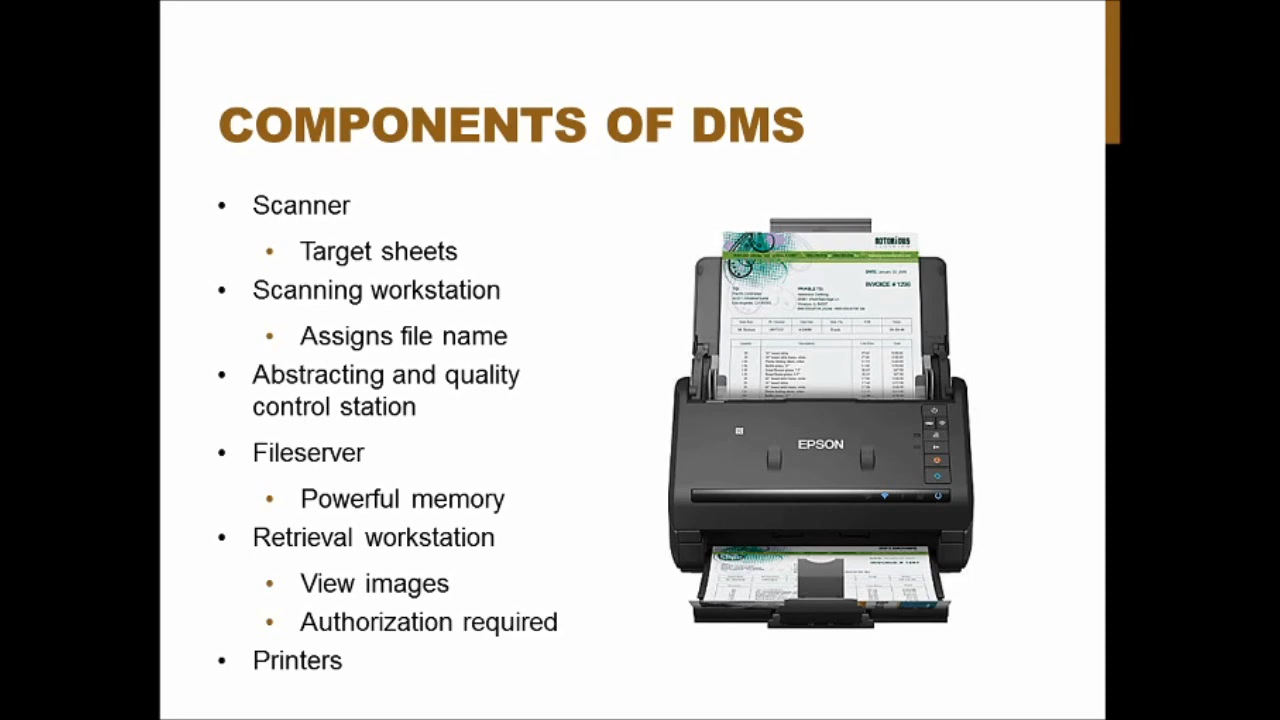 COMPONENTS OF DMS
• Scanner
• Target sheets
• Scanning workstation
• Assigns file name
• Abstracting and quality
control station
• Fileserver
• Powerful memory
• Retrieval workstation
• View images
• Authorization required
• Printers
INVOICE # 1296
EPSON